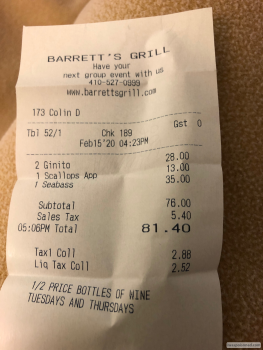 BARRETT'S GRILL
Have your
next group event with us
410-527-0999
www.barrettsgrill.com
173 Colin D
Tbl 52/1 Chk 189 Gst 0
Feb15'20 04:23PM
2 Ginito 28.00
1 Scallops App 13.00
1 Seabass 35.00
Subtotal 76.00
Sales Tax 5.40
05:06PM Total 81.40
Tax1 Coll 2.88
Liq Tax Coll 2.52
1/2 PRICE BOTTLES OF WINE
TUESDAYS AND THURSDAYS